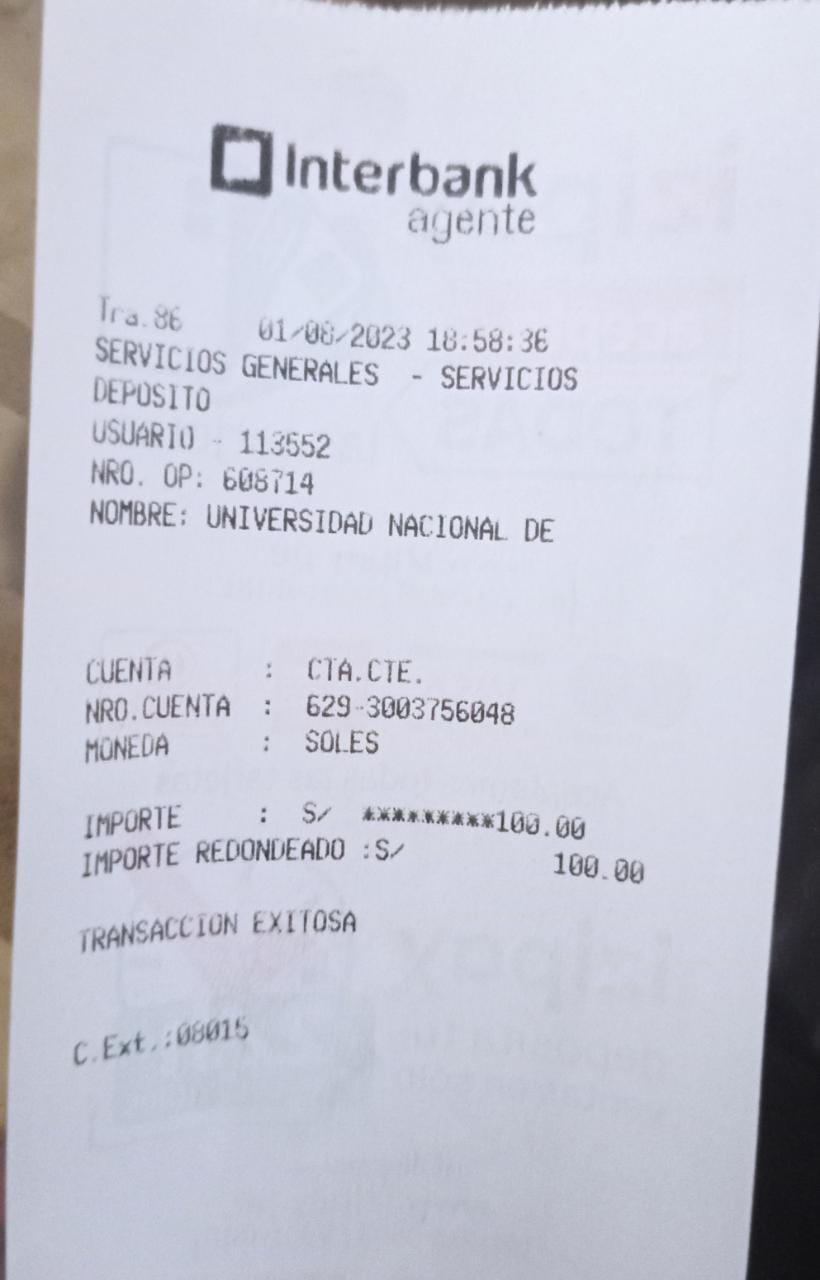 Interbank
agente
Tra.86 01/08/2023 18:58:36
SERVICIOS GENERALES - SERVICIOS
DEPOSITO
USUARIO - 113552
NRO. OP: 608714
NOMBRE: UNIVERSIDAD NACIONAL DE
CUENTA : CTA.CTE.
NRO.CUENTA : 629-3003756048
MONEDA : SOLES
IMPORTE : S/ *********100.00
IMPORTE REDONDEADO :S/ 100.00
TRANSACCION EXITOSA
C.Ext.:08015